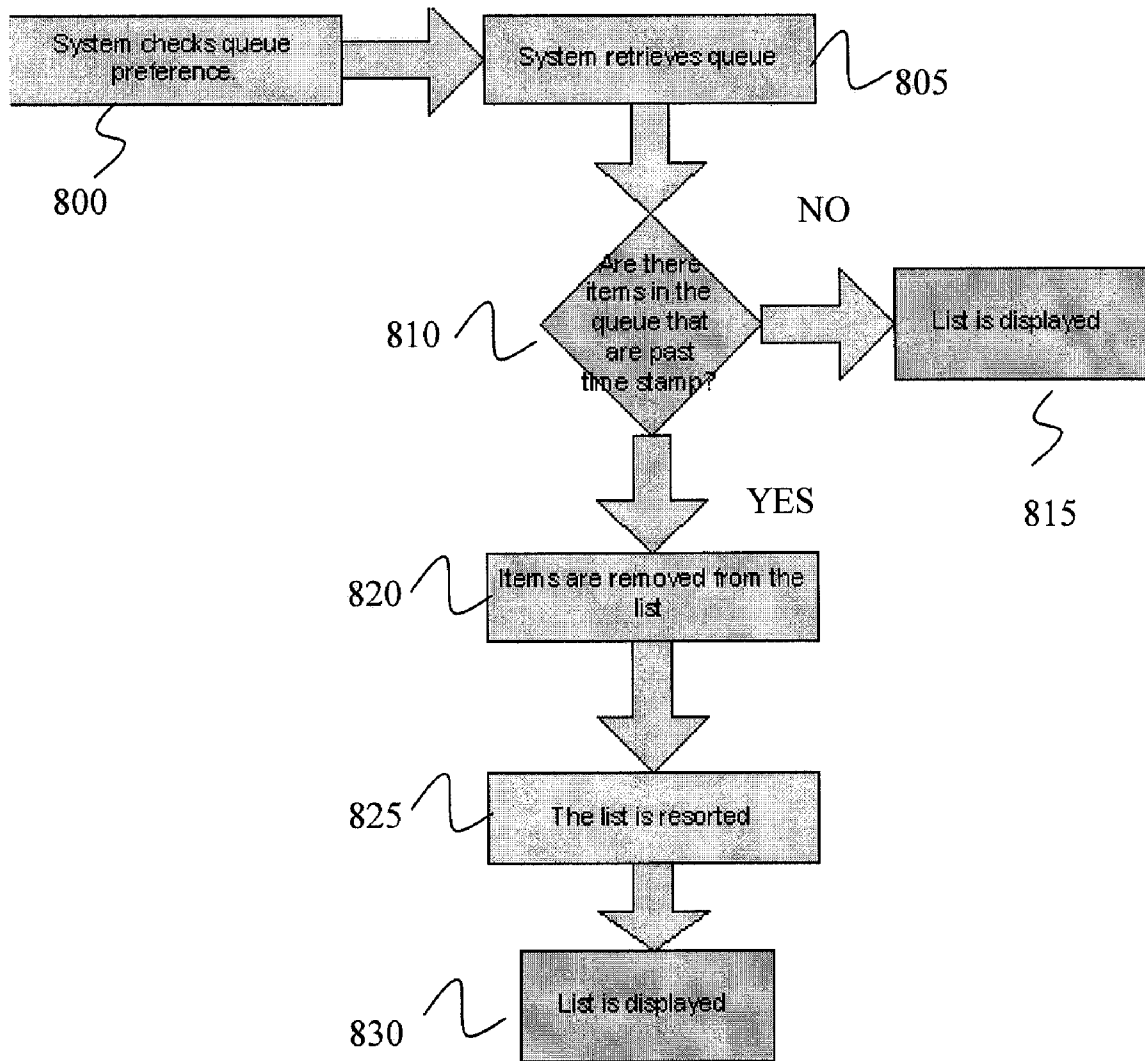 System checks queue
preference.
System retrieves queue
805
800
NO
Are there
items in the
queue that
are past
time stamp?
810
List is displayed
815
YES
Items are removed from the
list
820
825
The list is resorted
List is displayed
830